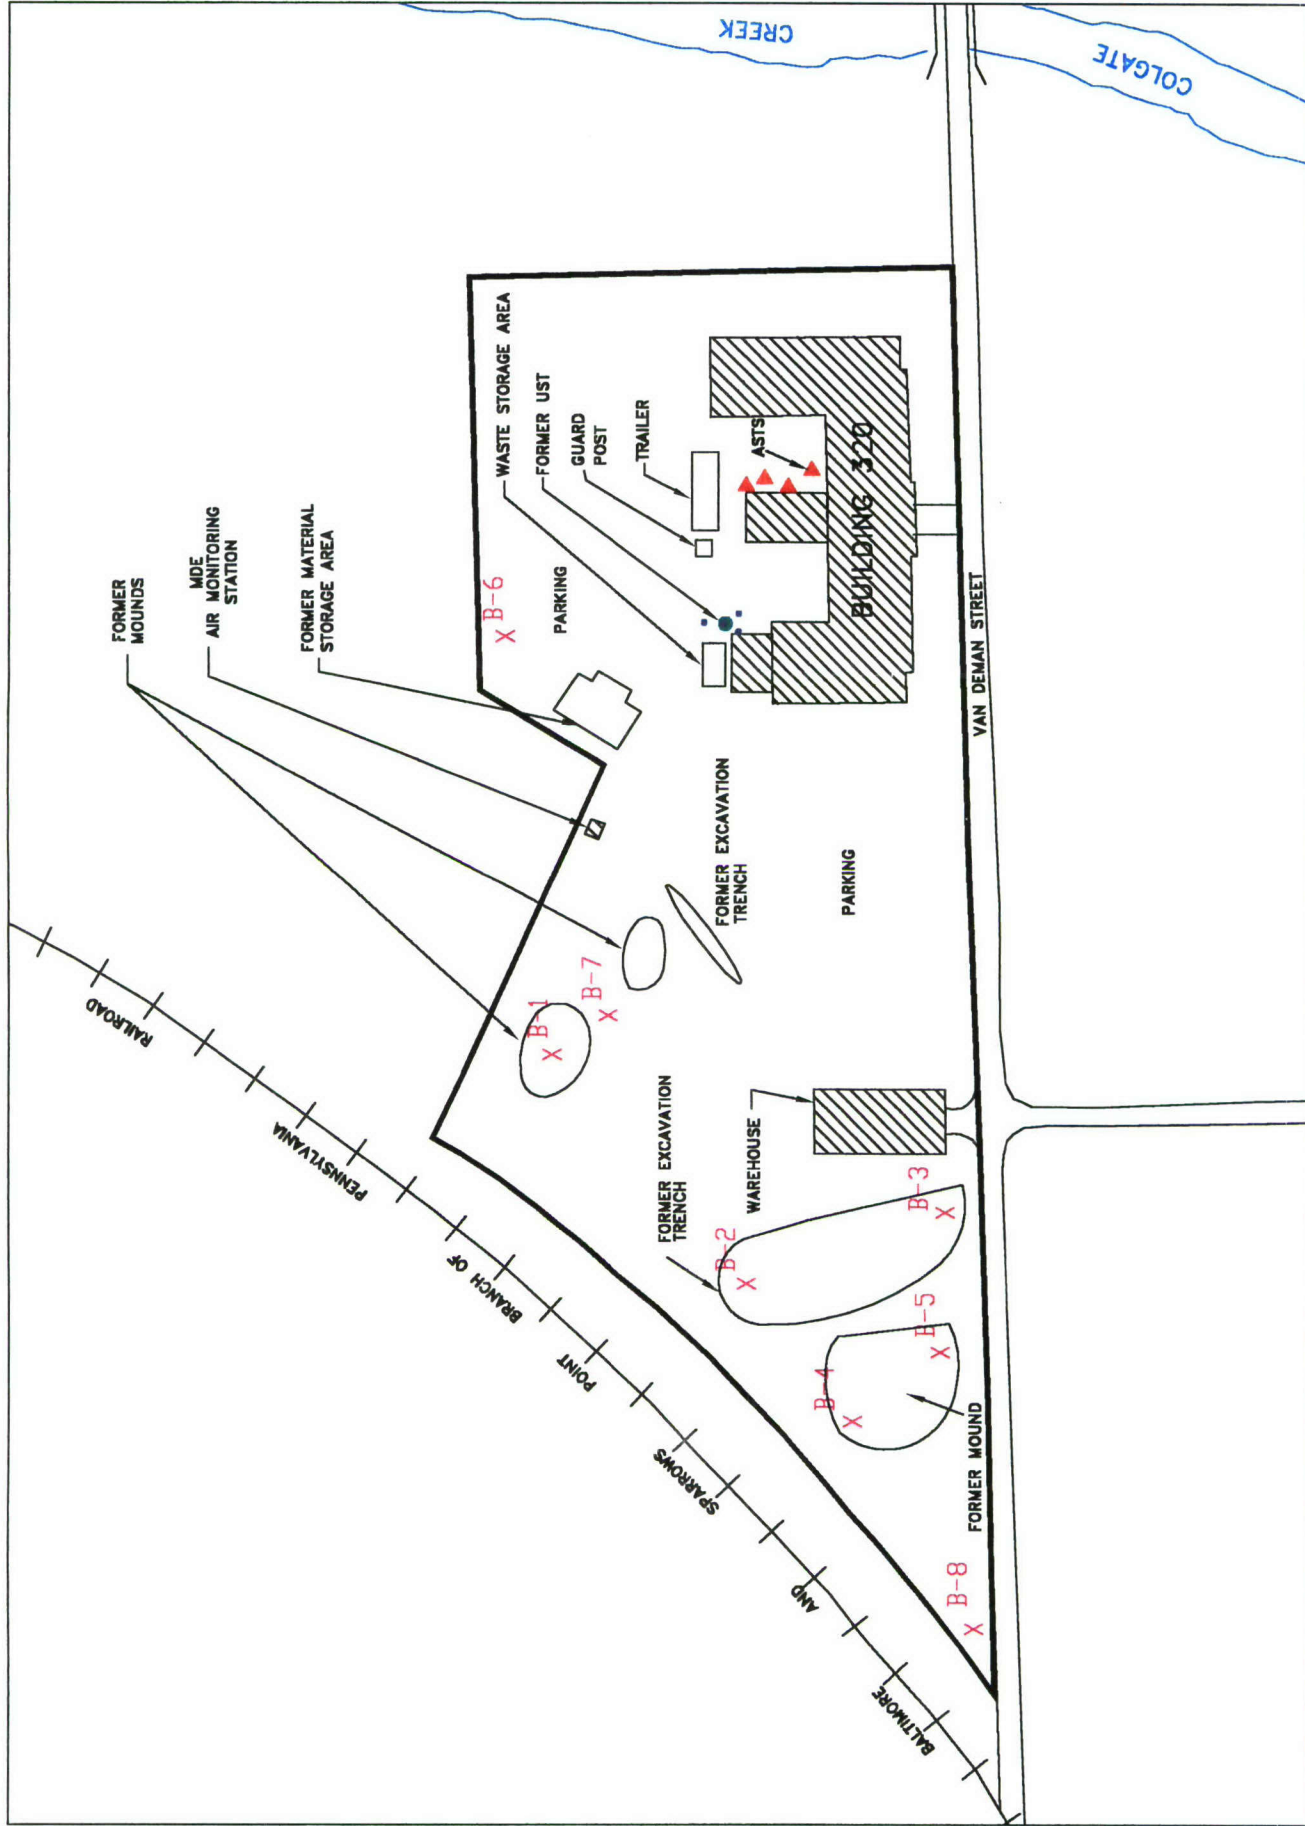 CREEK
COLGATE
FORMER
MOUNDS
MDE
AIR MONITORING
STATION
FORMER MATERIAL
STORAGE AREA
WASTE STORAGE AREA
FORMER UST
GUARD
POST
TRAILER
ASTS
B-6
PARKING
BUILDING 320
VAN DEMAN STREET
FORMER EXCAVATION
TRENCH
PARKING
B-1
B-7
FORMER EXCAVATION
TRENCH
WAREHOUSE
B-2
B-3
B-4
B-5
FORMER MOUND
B-8
BALTIMORE
AND
SPARROWS
POINT
BRANCH OF
PENNSYLVANIA
RAILROAD